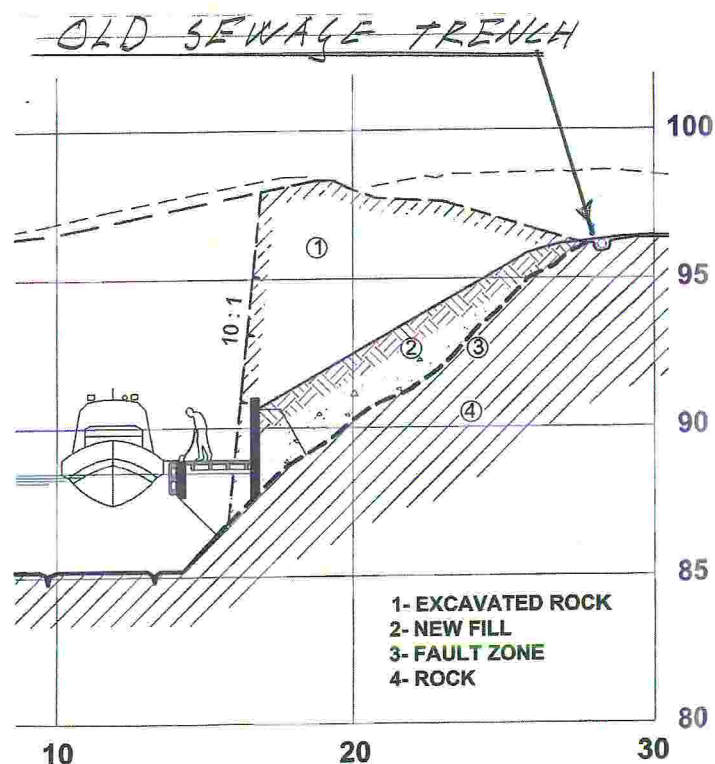 OLD SEWAGE TRENCH
100
①
95
10 : 1
②
③
④
90
85
1- EXCAVATED ROCK
2- NEW FILL
3- FAULT ZONE
4- ROCK
80
10 20 30